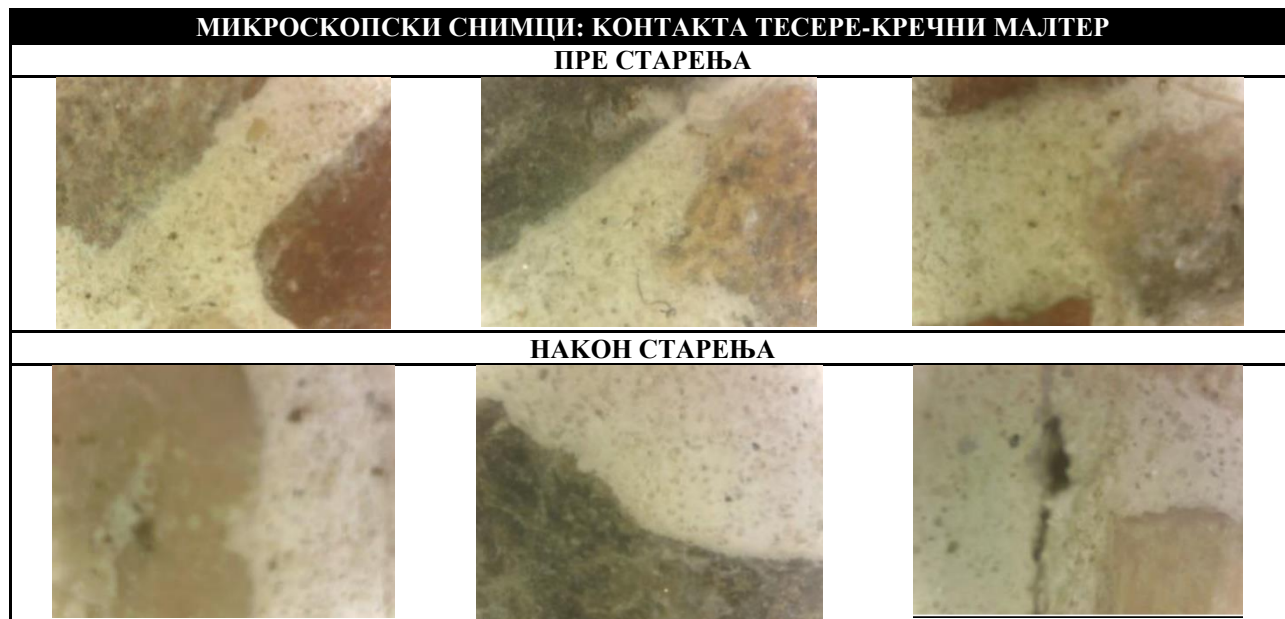 МИКРОСКОПСКИ СНИМЦИ: КОНТАКТА ТЕСЕРЕ-КРЕЧНИ МАЛТЕР
ПРЕ СТАРЕЊА
НАКОН СТАРЕЊА